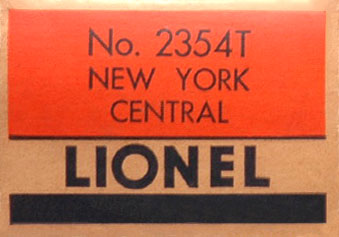 No. 2354T
NEW YORK
CENTRAL
LIONEL